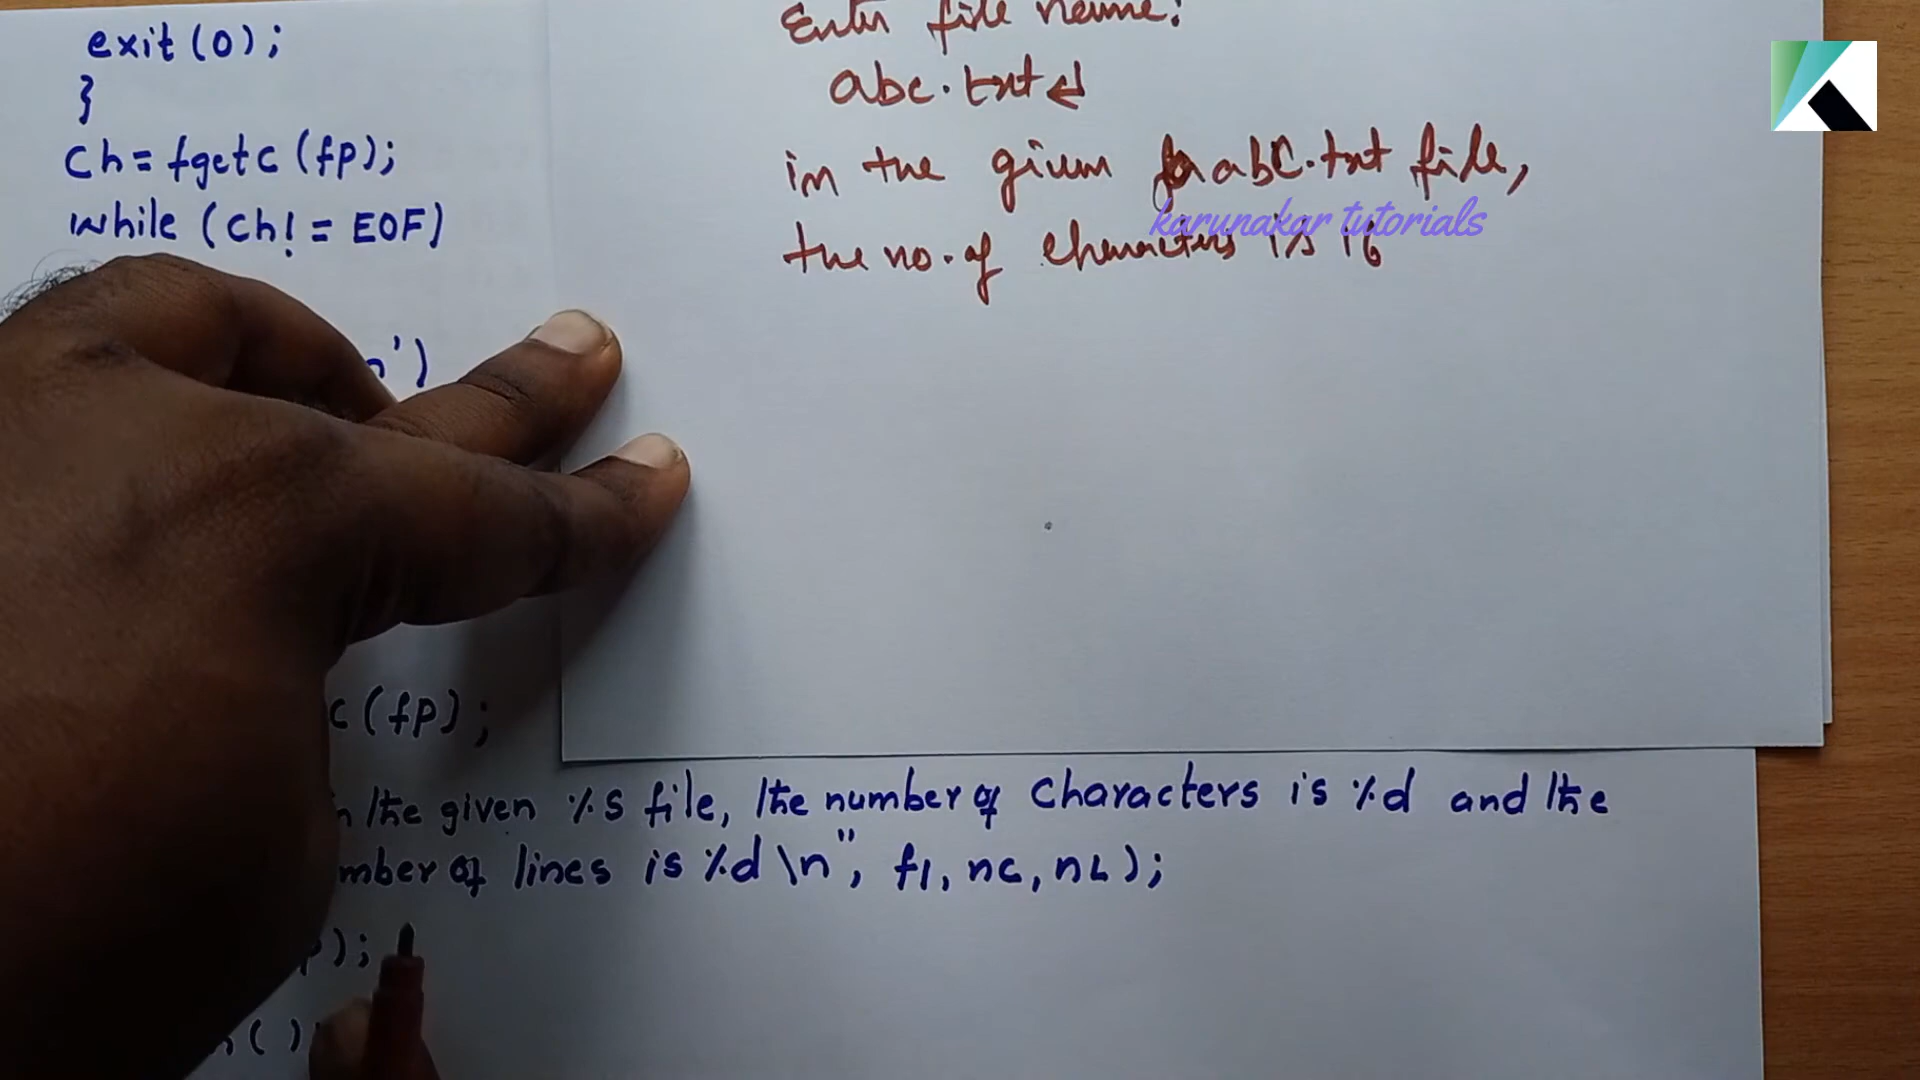 exit(0);
}
Ch=fgetc(fp);
while (Ch!= EOF)
n')
c(fp);
n the given %s file, the number of characters is %d and the
mber of lines is %d \n", f1, nc, nL);
p);
( )
Enter file name:
abc.txt↵
in the given abc.txt file,
the no. of characters is 16
karunakar tutorials